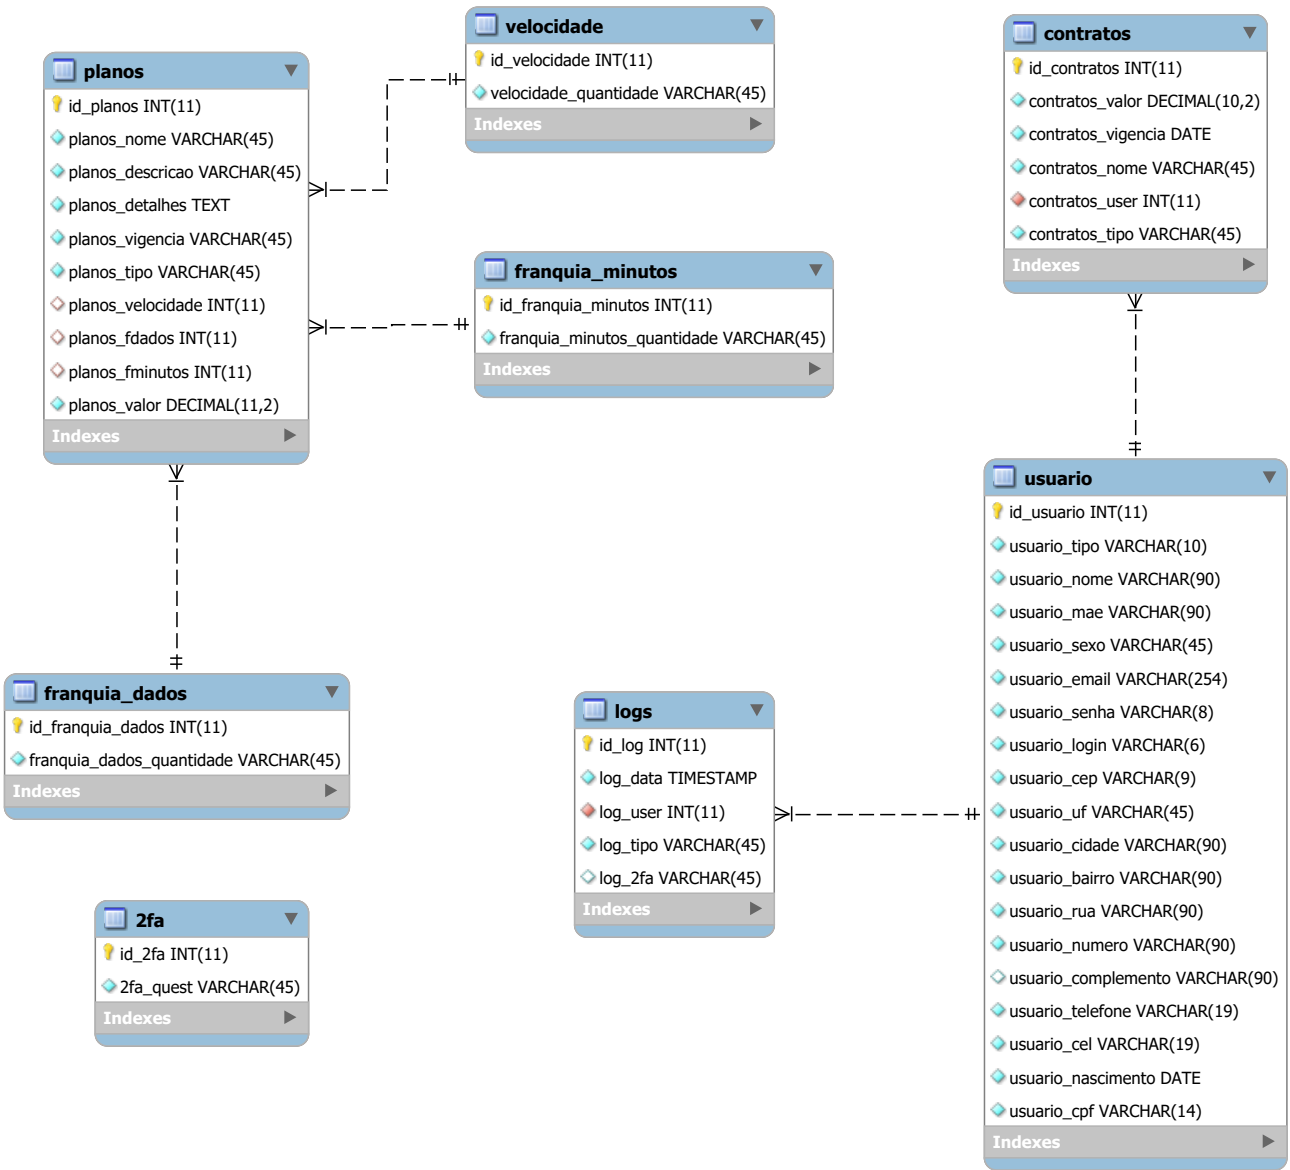 planos
id_planos INT(11)
planos_nome VARCHAR(45)
planos_descricao VARCHAR(45)
planos_detalhes TEXT
planos_vigencia VARCHAR(45)
planos_tipo VARCHAR(45)
planos_velocidade INT(11)
planos_fdados INT(11)
planos_fminutos INT(11)
planos_valor DECIMAL(11,2)
Indexes
velocidade
id_velocidade INT(11)
velocidade_quantidade VARCHAR(45)
Indexes
franquia_minutos
id_franquia_minutos INT(11)
franquia_minutos_quantidade VARCHAR(45)
Indexes
contratos
id_contratos INT(11)
contratos_valor DECIMAL(10,2)
contratos_vigencia DATE
contratos_nome VARCHAR(45)
contratos_user INT(11)
contratos_tipo VARCHAR(45)
Indexes
franquia_dados
id_franquia_dados INT(11)
franquia_dados_quantidade VARCHAR(45)
Indexes
2fa
id_2fa INT(11)
2fa_quest VARCHAR(45)
Indexes
logs
id_log INT(11)
log_data TIMESTAMP
log_user INT(11)
log_tipo VARCHAR(45)
log_2fa VARCHAR(45)
Indexes
usuario
id_usuario INT(11)
usuario_tipo VARCHAR(10)
usuario_nome VARCHAR(90)
usuario_mae VARCHAR(90)
usuario_sexo VARCHAR(45)
usuario_email VARCHAR(254)
usuario_senha VARCHAR(8)
usuario_login VARCHAR(6)
usuario_cep VARCHAR(9)
usuario_uf VARCHAR(45)
usuario_cidade VARCHAR(90)
usuario_bairro VARCHAR(90)
usuario_rua VARCHAR(90)
usuario_numero VARCHAR(90)
usuario_complemento VARCHAR(90)
usuario_telefone VARCHAR(19)
usuario_cel VARCHAR(19)
usuario_nascimento DATE
usuario_cpf VARCHAR(14)
Indexes